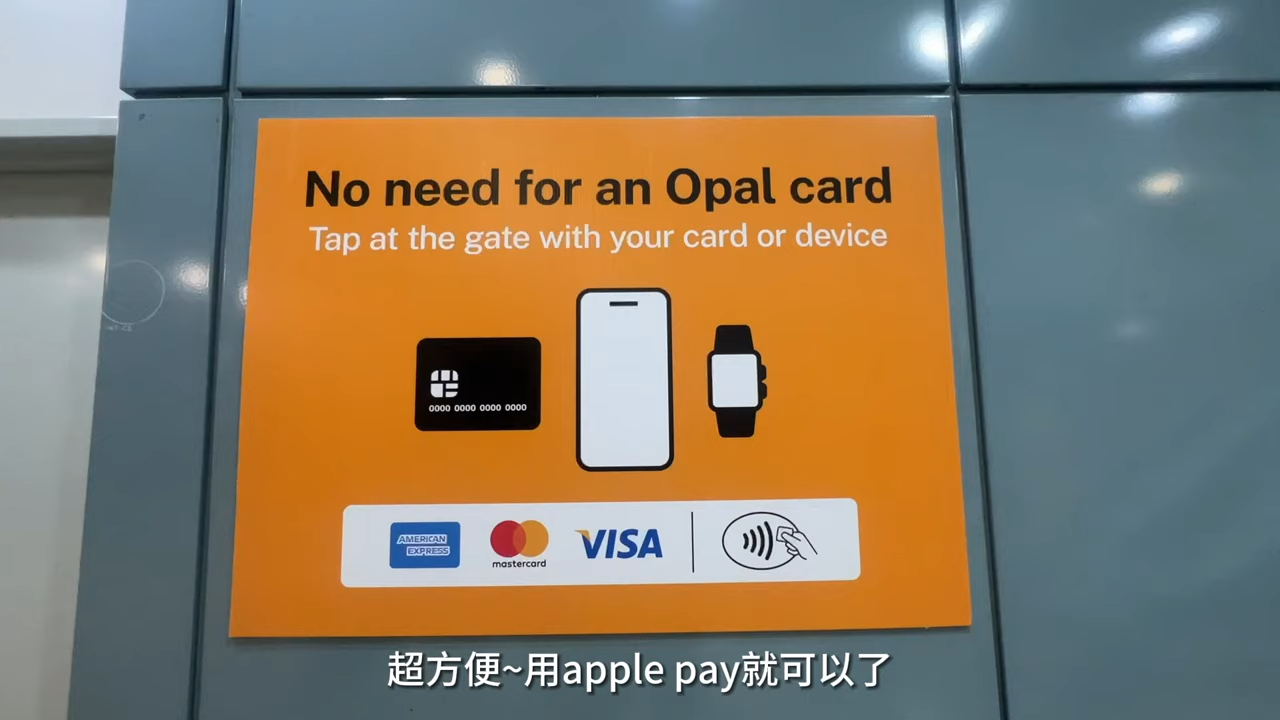 No need for an Opal card
Tap at the gate with your card or device
0000 0000 0000 0000
AMERICAN
EXPRESS
mastercard
VISA
超方便~用apple pay就可以了